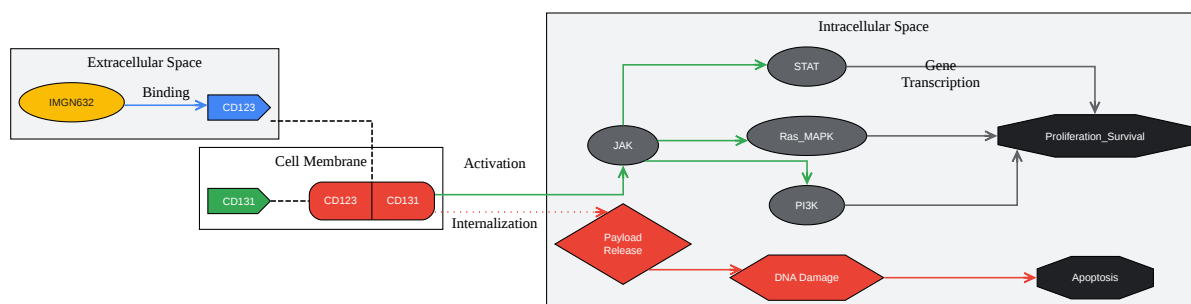 Extracellular Space
IMGN632
Binding
CD123
Cell Membrane
CD131
CD123
CD131
Activation
Internalization
Intracellular Space
STAT
Gene
Transcription
JAK
Ras_MAPK
Proliferation_Survival
PI3K
Payload
Release
DNA Damage
Apoptosis